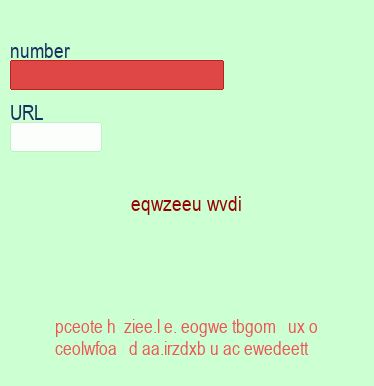 number
URL
eqwzeeu wvdi
pceote h ziee.l e. eogwe tbgom ux o
ceolwfoa d aa.irzdxb u ac ewedeett